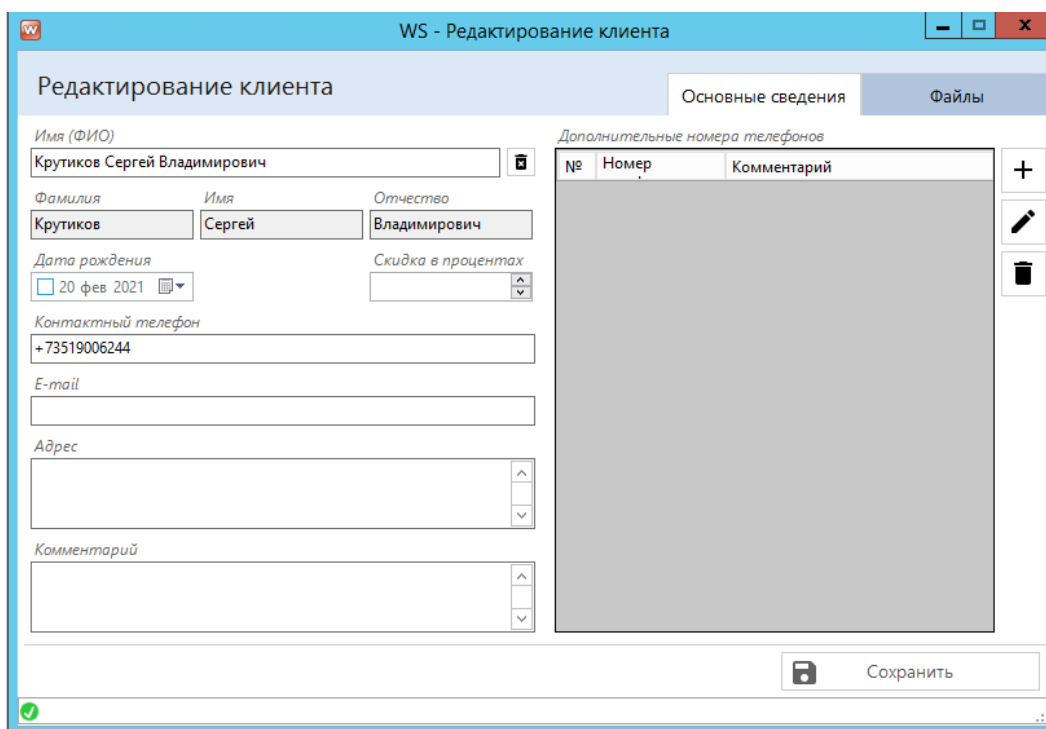 WS - Редактирование клиента
Редактирование клиента
Основные сведения
Файлы
Имя (ФИО)
Крутиков Сергей Владимирович
Фамилия Имя Отчество
Крутиков Сергей Владимирович
Дата рождения Скидка в процентах
20 фев 2021
Контактный телефон
+73519006244
E-mail
Адрес
Комментарий
Дополнительные номера телефонов
№ Номер Комментарий
Сохранить